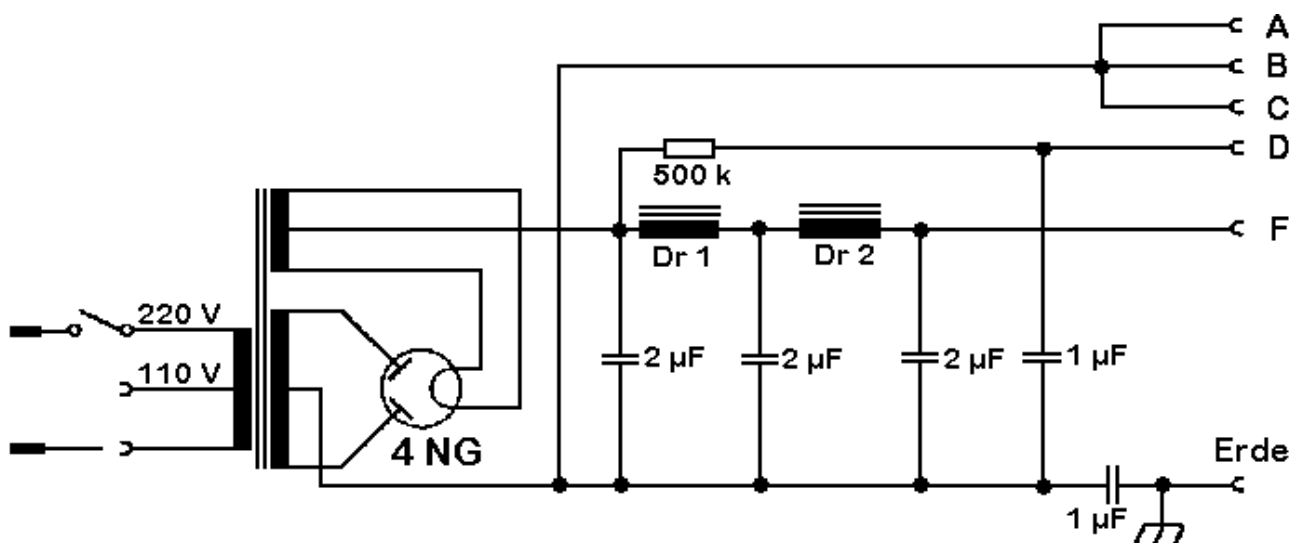 A
B
C
D
500 k
F
Dr 1
Dr 2
220 V
110 V
2 µF
2 µF
2 µF
1 µF
4 NG
Erde
1 µF